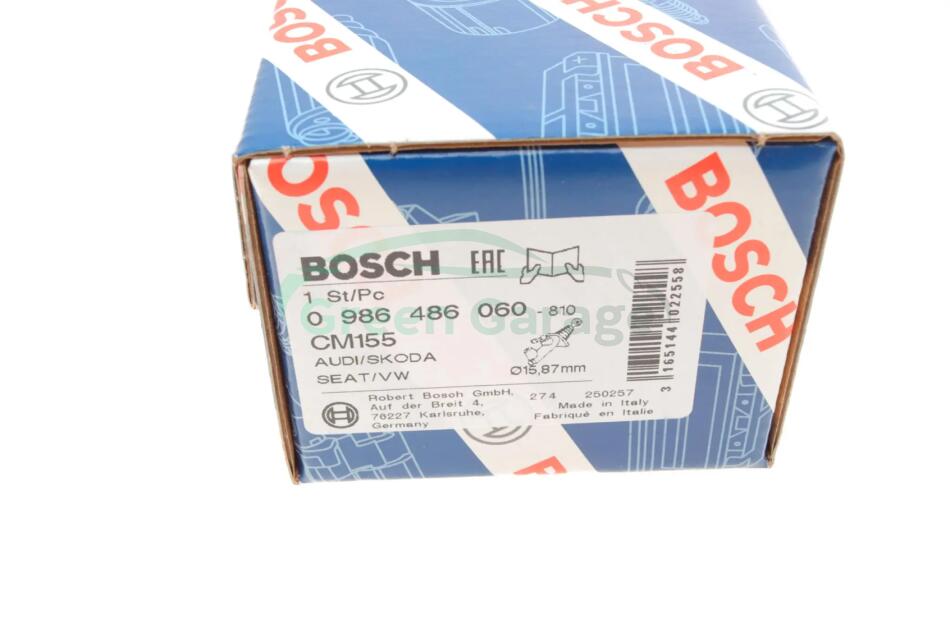 BOSCH
BOSCH
BOSCH
BOSCH
BOSCH EAC
1 St/Pc
0 986 486 060 - 810
CM155
AUDI/SKODA
SEAT/VW
Ø15,87mm
3 165144 022558
Robert Bosch GmbH,
Auf der Breit 4,
76227 Karlsruhe,
Germany
274 250257
Made in Italy
Fabriqué en Italie
Green Garage
BOSCH